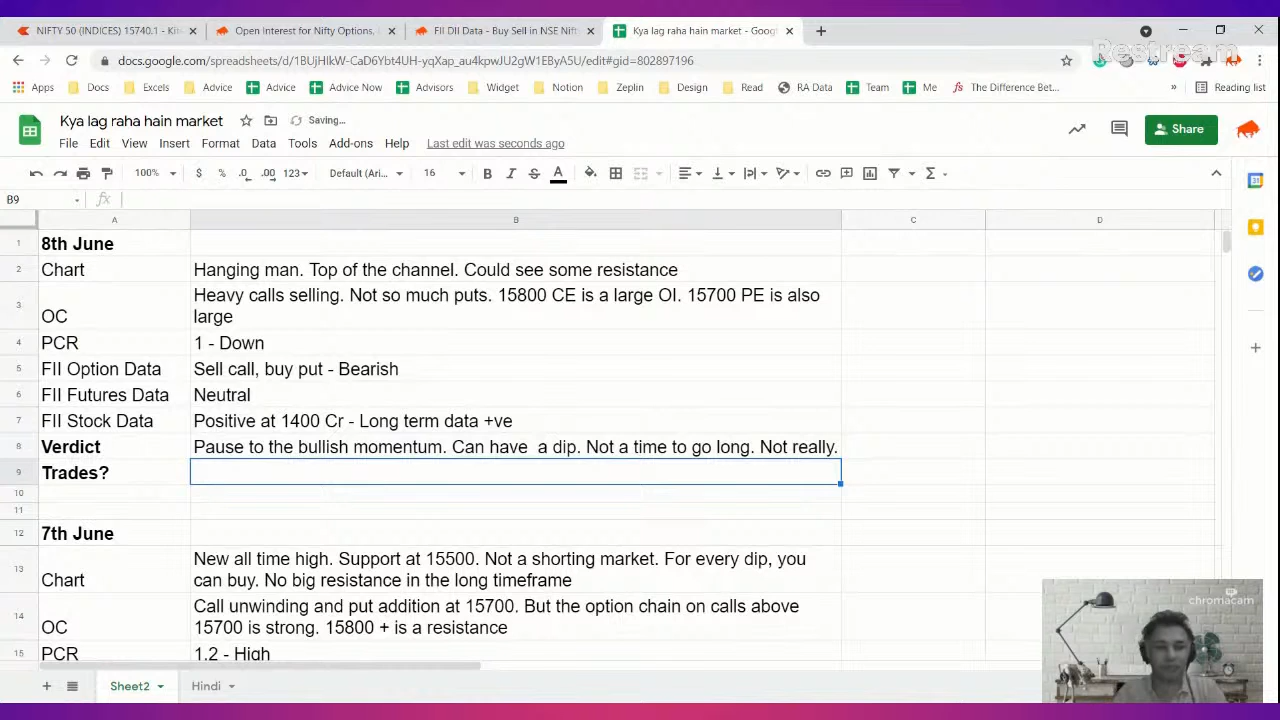 NIFTY 50 (INDICES) 15740.1 - Kit
Open Interest for Nifty Options, 
FII DII Data - Buy Sell in NSE Nift
Kya lag raha hain market - Googl
Restream
docs.google.com/spreadsheets/d/
Apps
Docs
Excels
Advice
Advice
Advice Now
Advisors
Widget
Notion
Zeplin
Design
Read
RA Data
Team
Me
The Difference Bet...
»
Reading list
Kya lag raha hain market
Saving...
File Edit View Insert Format Data Tools Add-ons Help Last edit was seconds ago
Share
100% $ % .0 .00 123 Default (Ari... 16 B I S A
B9
fx
A B C D
1 8th June
2 Chart Hanging man. Top of the channel. Could see some resistance
3 Heavy calls selling. Not so much puts. 15800 CE is a large OI. 15700 PE is also
OC large
4 PCR 1 - Down
5 FII Option Data Sell call, buy put - Bearish
6 FII Futures Data Neutral
7 FII Stock Data Positive at 1400 Cr - Long term data +ve
8 Verdict Pause to the bullish momentum. Can have  a dip. Not a time to go long. Not really.
9 Trades?
10
11
12 7th June
13 New all time high. Support at 15500. Not a shorting market. For every dip, you
Chart can buy. No big resistance in the long timeframe
14 Call unwinding and put addition at 15700. But the option chain on calls above
OC 15700 is strong. 15800 + is a resistance
15 PCR 1.2 - High
chromacam
Sheet2
Hindi